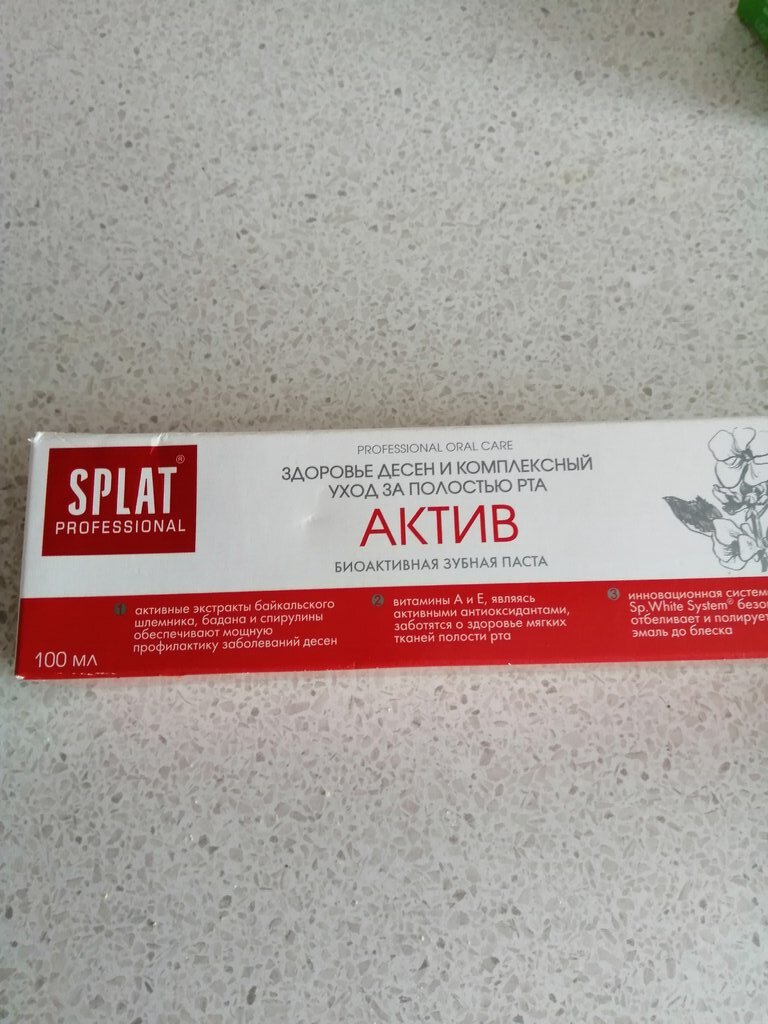 SPLAT®
PROFESSIONAL
PROFESSIONAL ORAL CARE
ЗДОРОВЬЕ ДЕСЕН И КОМПЛЕКСНЫЙ
УХОД ЗА ПОЛОСТЬЮ РТА
АКТИВ
БИОАКТИВНАЯ ЗУБНАЯ ПАСТА
1 активные экстракты байкальского
шлемника, бадана и спирулины
обеспечивают мощную
профилактику заболеваний десен
2 витамины А и Е, являясь
активными антиоксидантами,
заботятся о здоровье мягких
тканей полости рта
3 инновационная систем
Sp.White System® безо
отбеливает и полирует
эмаль до блеска
100 мл